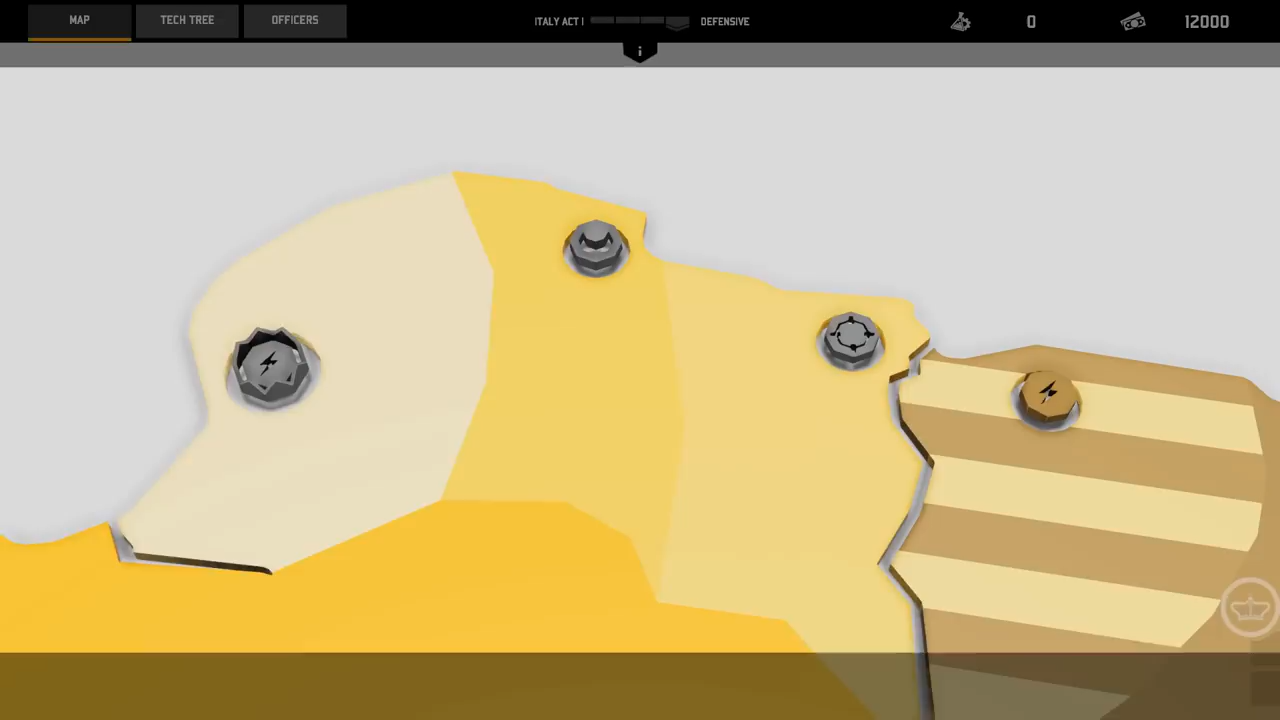 MAP
TECH TREE
OFFICERS
ITALY ACT I
DEFENSIVE
0
12000
i